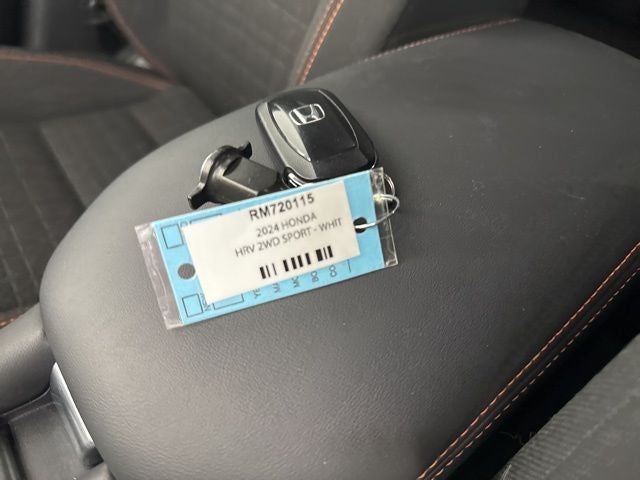 RM720115
2024 HONDA
HRV 2WD SPORT - WHIT